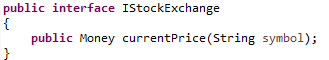 public interface IStockExchange
{
    public Money currentPrice(String symbol);
}